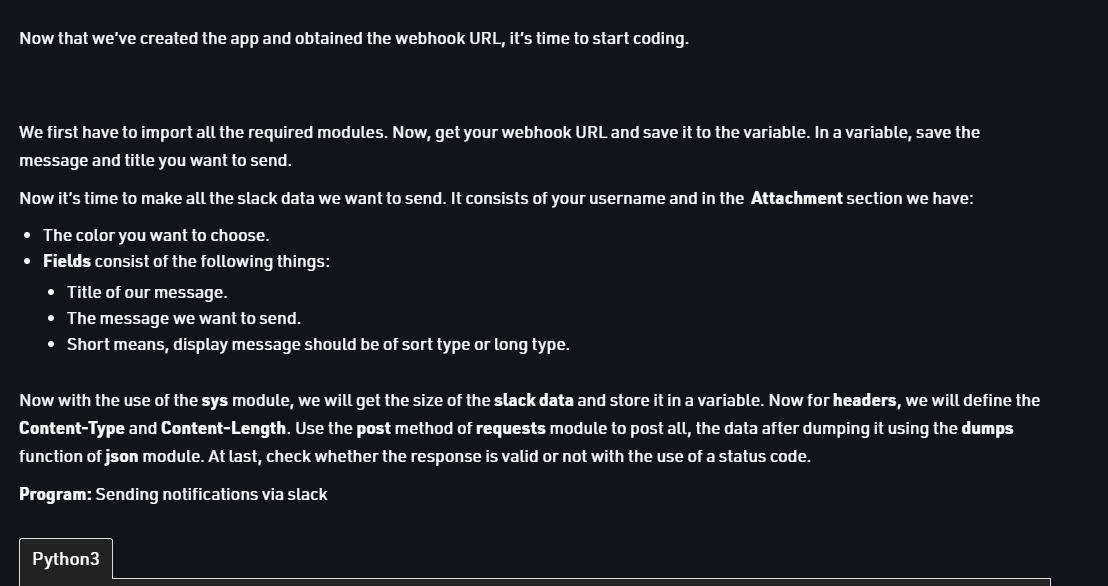 Now that we've created the app and obtained the webhook URL, it's time to start coding.
We first have to import all the required modules. Now, get your webhook URL and save it to the variable. In a variable, save the
message and title you want to send.
Now it's time to make all the slack data we want to send. It consists of your username and in the Attachment section we have:
• The color you want to choose.
• Fields consist of the following things:
• Title of our message.
• The message we want to send.
• Short means, display message should be of sort type or long type.
Now with the use of the sys module, we will get the size of the slack data and store it in a variable. Now for headers, we will define the
Content-Type and Content-Length. Use the post method of requests module to post all, the data after dumping it using the dumps
function of json module. At last, check whether the response is valid or not with the use of a status code.
Program: Sending notifications via slack
Python3